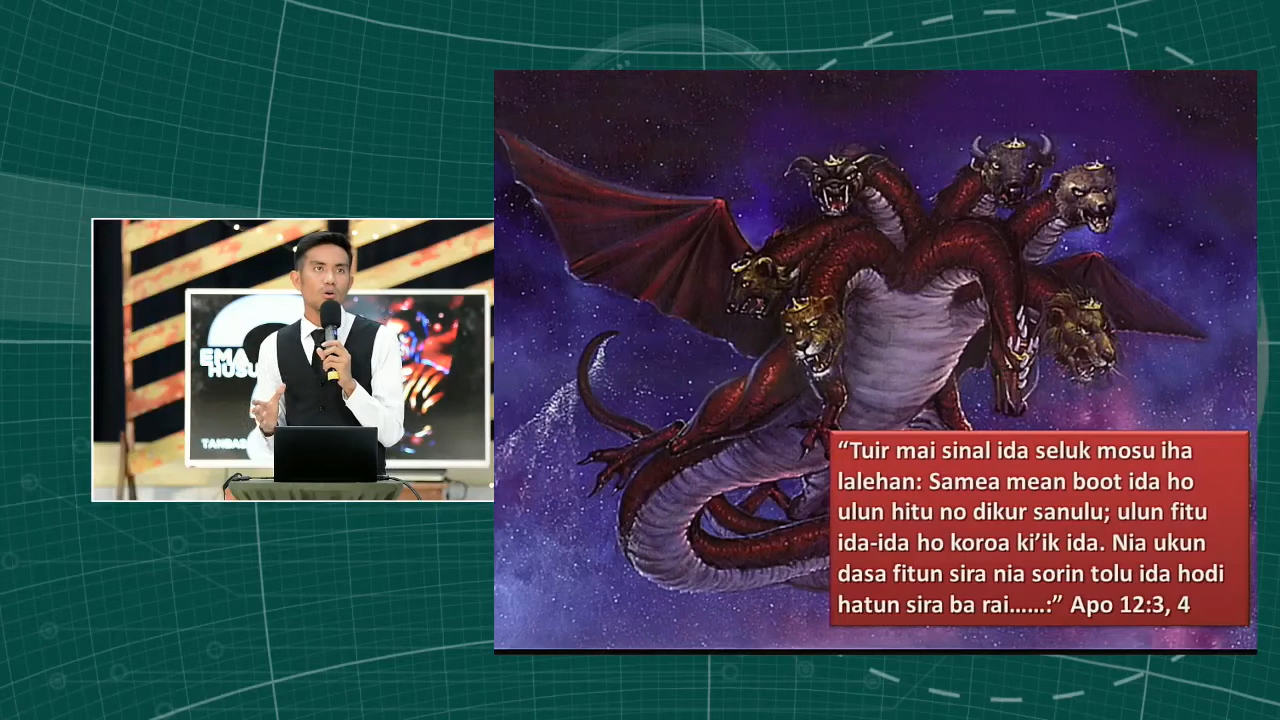 EMA
HUSU
“Tuir mai sinal ida seluk mosu iha
lalehan: Samea mean boot ida ho
ulun hitu no dikur sanulu; ulun fitu
ida-ida ho koroa ki’ik ida. Nia ukun
dasa fitun sira nia sorin tolu ida hodi
hatun sira ba rai……:” Apo 12:3, 4